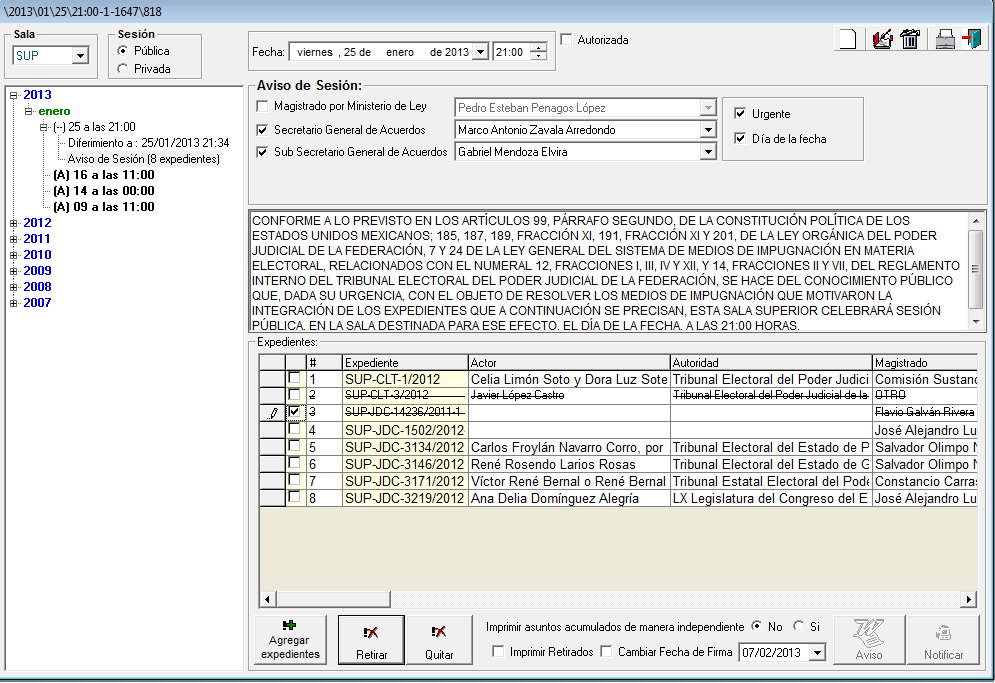 \2013\01\25\21:00-1-1647\818
Sala
SUP
Sesión
Pública
Privada
Fecha: viernes , 25 de enero de 2013 21:00
Autorizada
2013
enero
(--) 25 a las 21:00
Diferimiento a : 25/01/2013 21:34
Aviso de Sesión (8 expedientes)
(A) 16 a las 11:00
(A) 14 a las 00:00
(A) 09 a las 11:00
2012
2011
2010
2009
2008
2007
Aviso de Sesión:
Magistrado por Ministerio de Ley Pedro Esteban Penagos López
Secretario General de Acuerdos Marco Antonio Zavala Arredondo
Sub Secretario General de Acuerdos Gabriel Mendoza Elvira
Urgente
Día de la fecha
CONFORME A LO PREVISTO EN LOS ARTÍCULOS 99, PÁRRAFO SEGUNDO, DE LA CONSTITUCIÓN POLÍTICA DE LOS
ESTADOS UNIDOS MEXICANOS; 185, 187, 189, FRACCIÓN XI, 191, FRACCIÓN XI Y 201, DE LA LEY ORGÁNICA DEL PODER
JUDICIAL DE LA FEDERACIÓN, 7 Y 24 DE LA LEY GENERAL DEL SISTEMA DE MEDIOS DE IMPUGNACIÓN EN MATERIA
ELECTORAL, RELACIONADOS CON EL NUMERAL 12, FRACCIONES I, III, IV Y XII, Y 14, FRACCIONES II Y VII, DEL REGLAMENTO
INTERNO DEL TRIBUNAL ELECTORAL DEL PODER JUDICIAL DE LA FEDERACIÓN, SE HACE DEL CONOCIMIENTO PÚBLICO
QUE, DADA SU URGENCIA, CON EL OBJETO DE RESOLVER LOS MEDIOS DE IMPUGNACIÓN QUE MOTIVARON LA
INTEGRACIÓN DE LOS EXPEDIENTES QUE A CONTINUACIÓN SE PRECISAN, ESTA SALA SUPERIOR CELEBRARÁ SESIÓN
PÚBLICA, EN LA SALA DESTINADA PARA ESE EFECTO, EL DÍA DE LA FECHA, A LAS 21:00 HORAS.
Expedientes:
# Expediente Actor Autoridad Magistrado
1 SUP-CLT-1/2012 Celia Limón Soto y Dora Luz Sote Tribunal Electoral del Poder Judici Comisión Sustanc
2 SUP-CLT-3/2012 Javier López Castro Tribunal Electoral del Poder Judicial de la OTRO
3 SUP-JDC-14236/2011-1 Flavio Galván Rivera
4 SUP-JDC-1502/2012 José Alejandro Lu
5 SUP-JDC-3134/2012 Carlos Froylán Navarro Corro, por Tribunal Electoral del Estado de P Salvador Olimpo N
6 SUP-JDC-3146/2012 René Rosendo Larios Rosas Tribunal Electoral del Estado de G Salvador Olimpo N
7 SUP-JDC-3171/2012 Víctor René Bernal o René Bernal Tribunal Estatal Electoral del Pode Constancio Carras
8 SUP-JDC-3219/2012 Ana Delia Domínguez Alegría LX Legislatura del Congreso del E José Alejandro Lu
Agregar
expedientes
Retirar
Quitar
Imprimir asuntos acumulados de manera independiente No Si
Imprimir Retirados Cambiar Fecha de Firma 07/02/2013
Aviso
Notificar